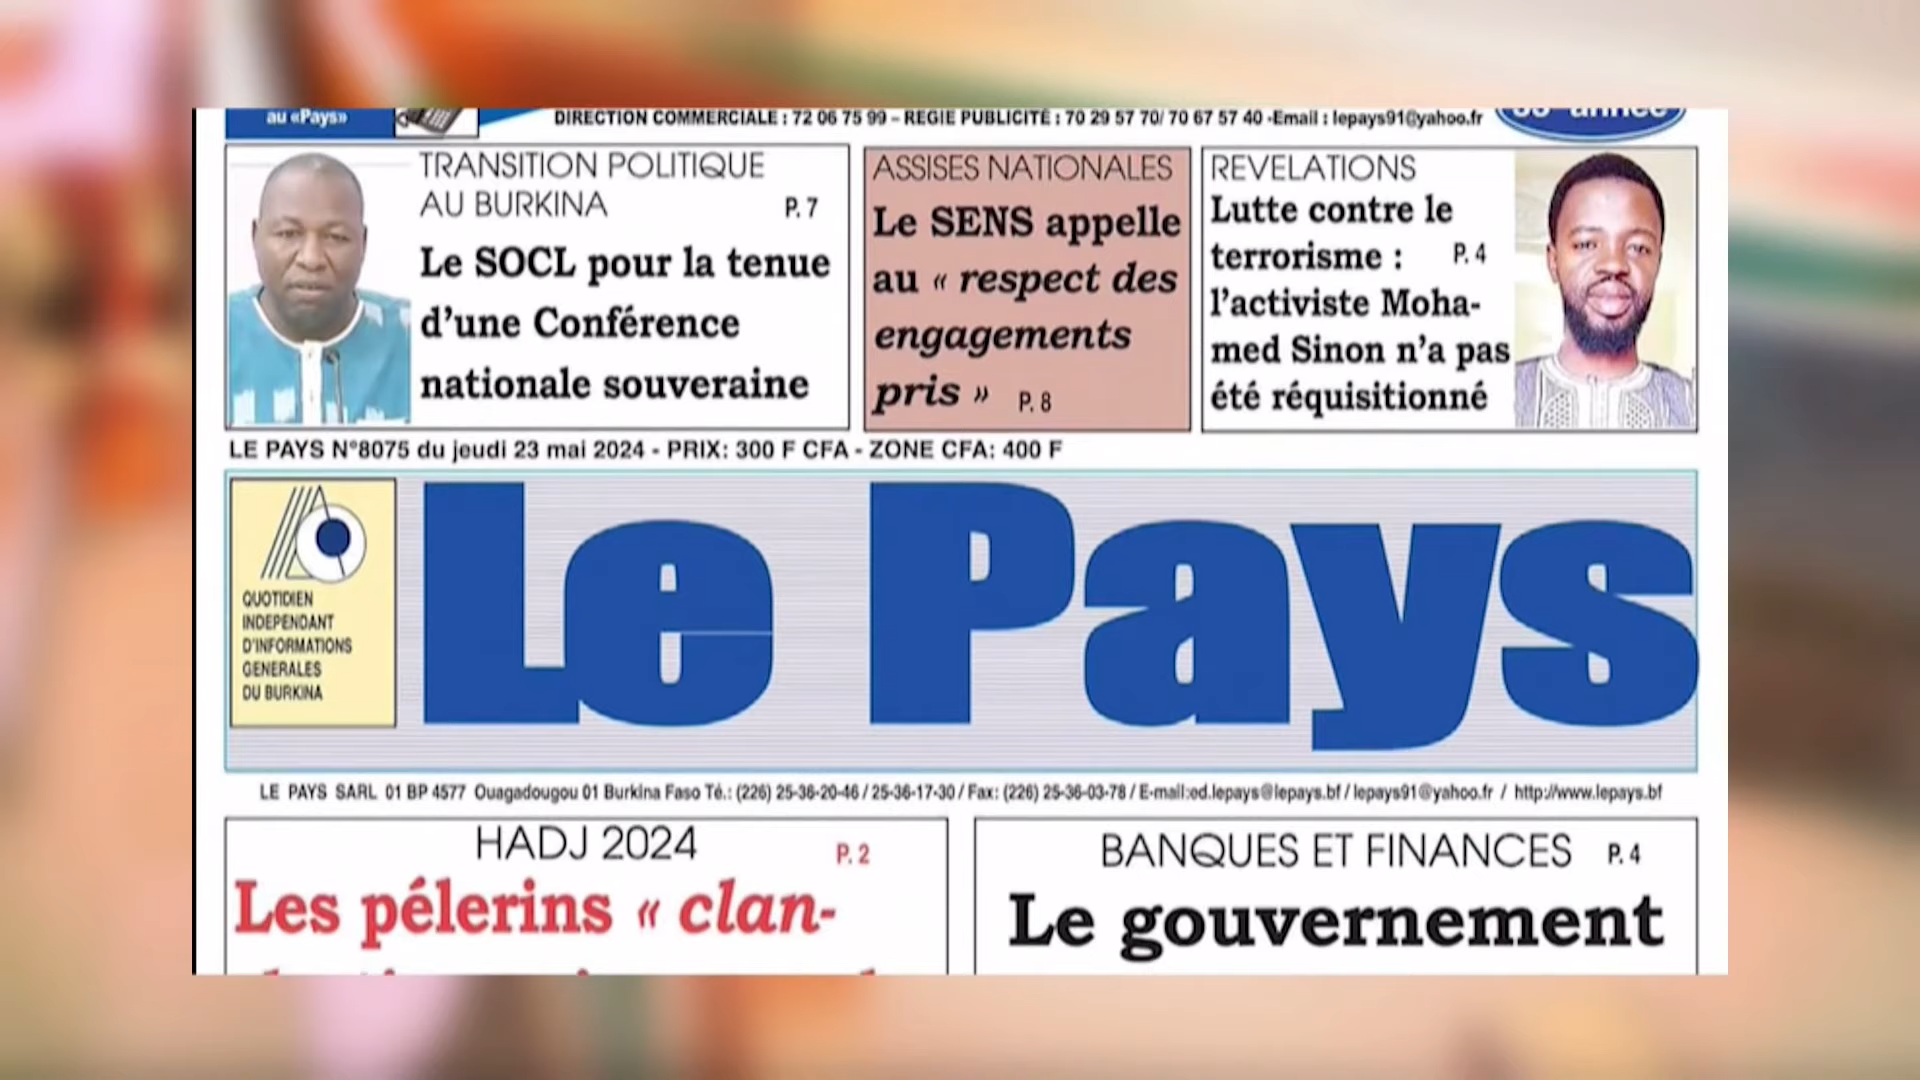 au «Pays»
DIRECTION COMMERCIALE : 72 06 75 99 – REGIE PUBLICITÉ : 70 29 57 70/ 70 67 57 40 -Email : lepays91@yahoo.fr
année
TRANSITION POLITIQUE
AU BURKINA P. 7
Le SOCL pour la tenue
d’une Conférence
nationale souveraine
ASSISES NATIONALES
Le SENS appelle
au « respect des
engagements
pris » P. 8
REVELATIONS
Lutte contre le
terrorisme : P. 4
l’activiste Moha-
med Sinon n’a pas
été réquisitionné
LE PAYS N°8075 du jeudi 23 mai 2024 - PRIX: 300 F CFA - ZONE CFA: 400 F
QUOTIDIEN
INDEPENDANT
D'INFORMATIONS
GENERALES
DU BURKINA
Le Pays
LE PAYS SARL 01 BP 4577 Ouagadougou 01 Burkina Faso Té.: (226) 25-36-20-46 / 25-36-17-30 / Fax: (226) 25-36-03-78 / E-mail:ed.lepays@lepays.bf / lepays91@yahoo.fr / http://www.lepays.bf
HADJ 2024 P. 2
Les pélerins « clan-
BANQUES ET FINANCES P. 4
Le gouvernement